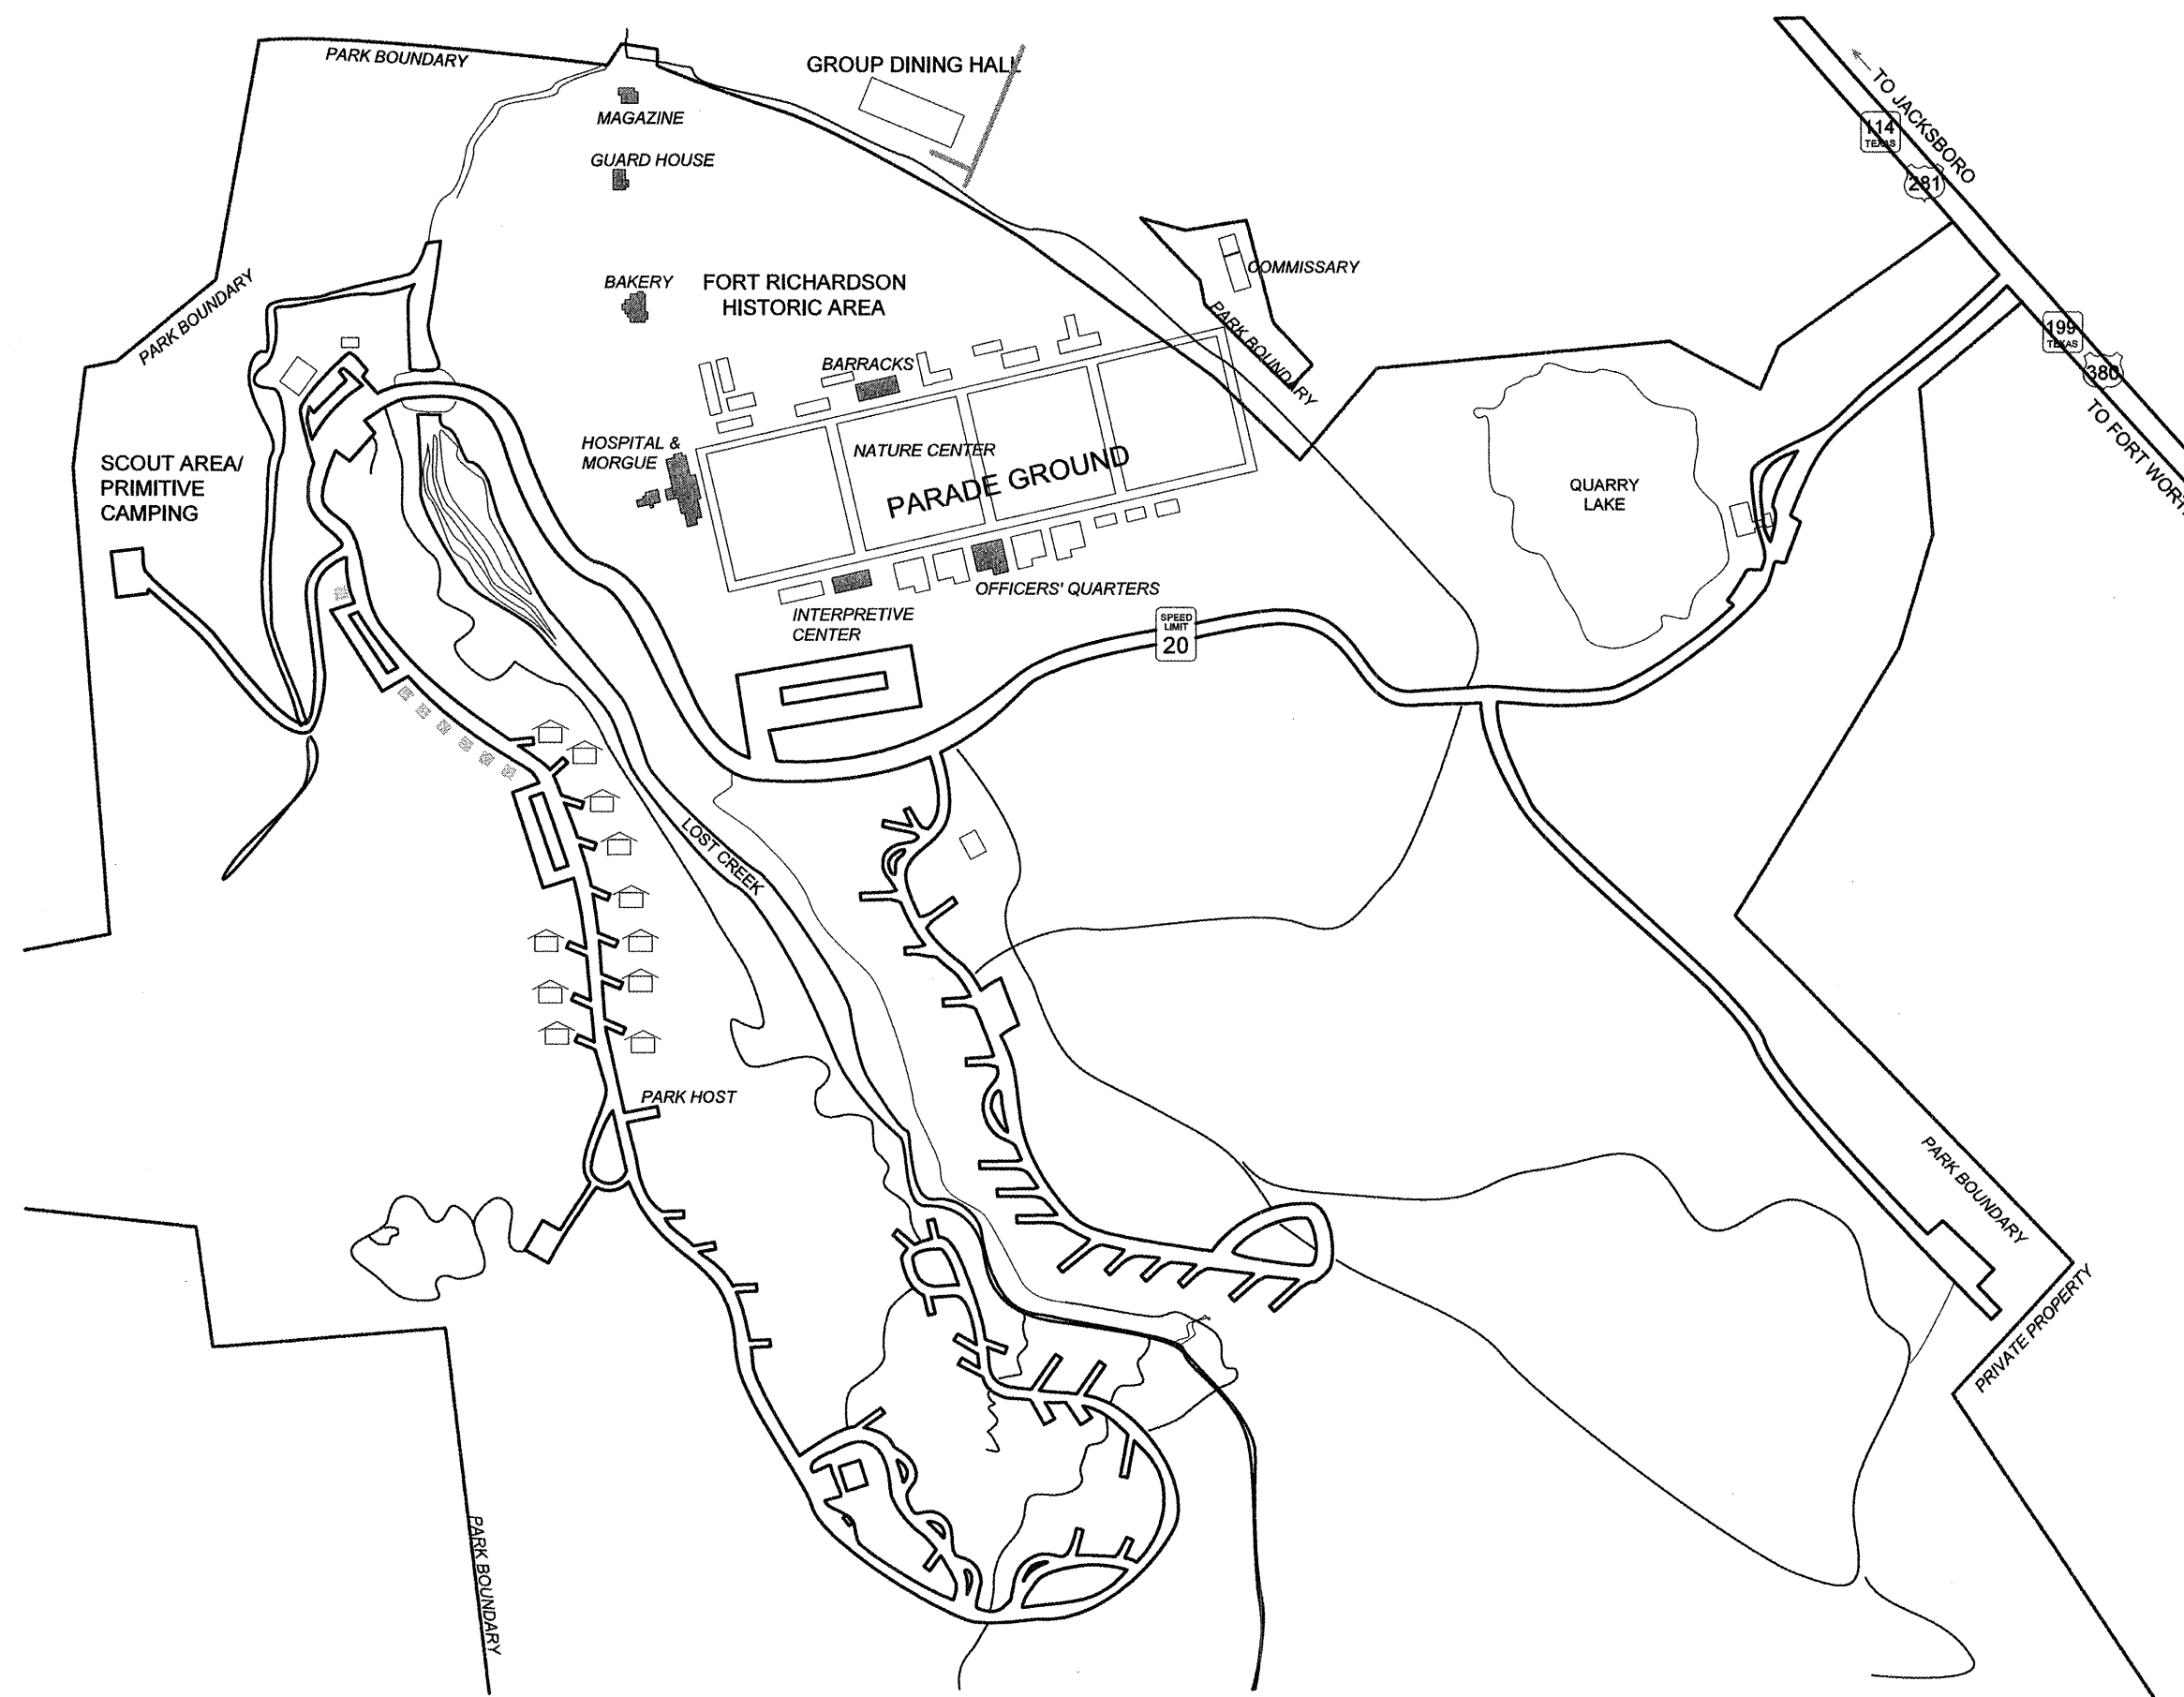 PARK BOUNDARY
GROUP DINING HALL
MAGAZINE
GUARD HOUSE
TO JACKSBORO
114
TEXAS
281
PARK BOUNDARY
BAKERY
FORT RICHARDSON
HISTORIC AREA
COMMISSARY
PARK BOUNDARY
199
TEXAS
380
TO FORT WORTH
BARRACKS
HOSPITAL &
MORGUE
NATURE CENTER
PARADE GROUND
SCOUT AREA/
PRIMITIVE
CAMPING
QUARRY
LAKE
OFFICERS' QUARTERS
INTERPRETIVE
CENTER
SPEED
LIMIT
20
LOST CREEK
PARK HOST
PARK BOUNDARY
PRIVATE PROPERTY
PARK BOUNDARY